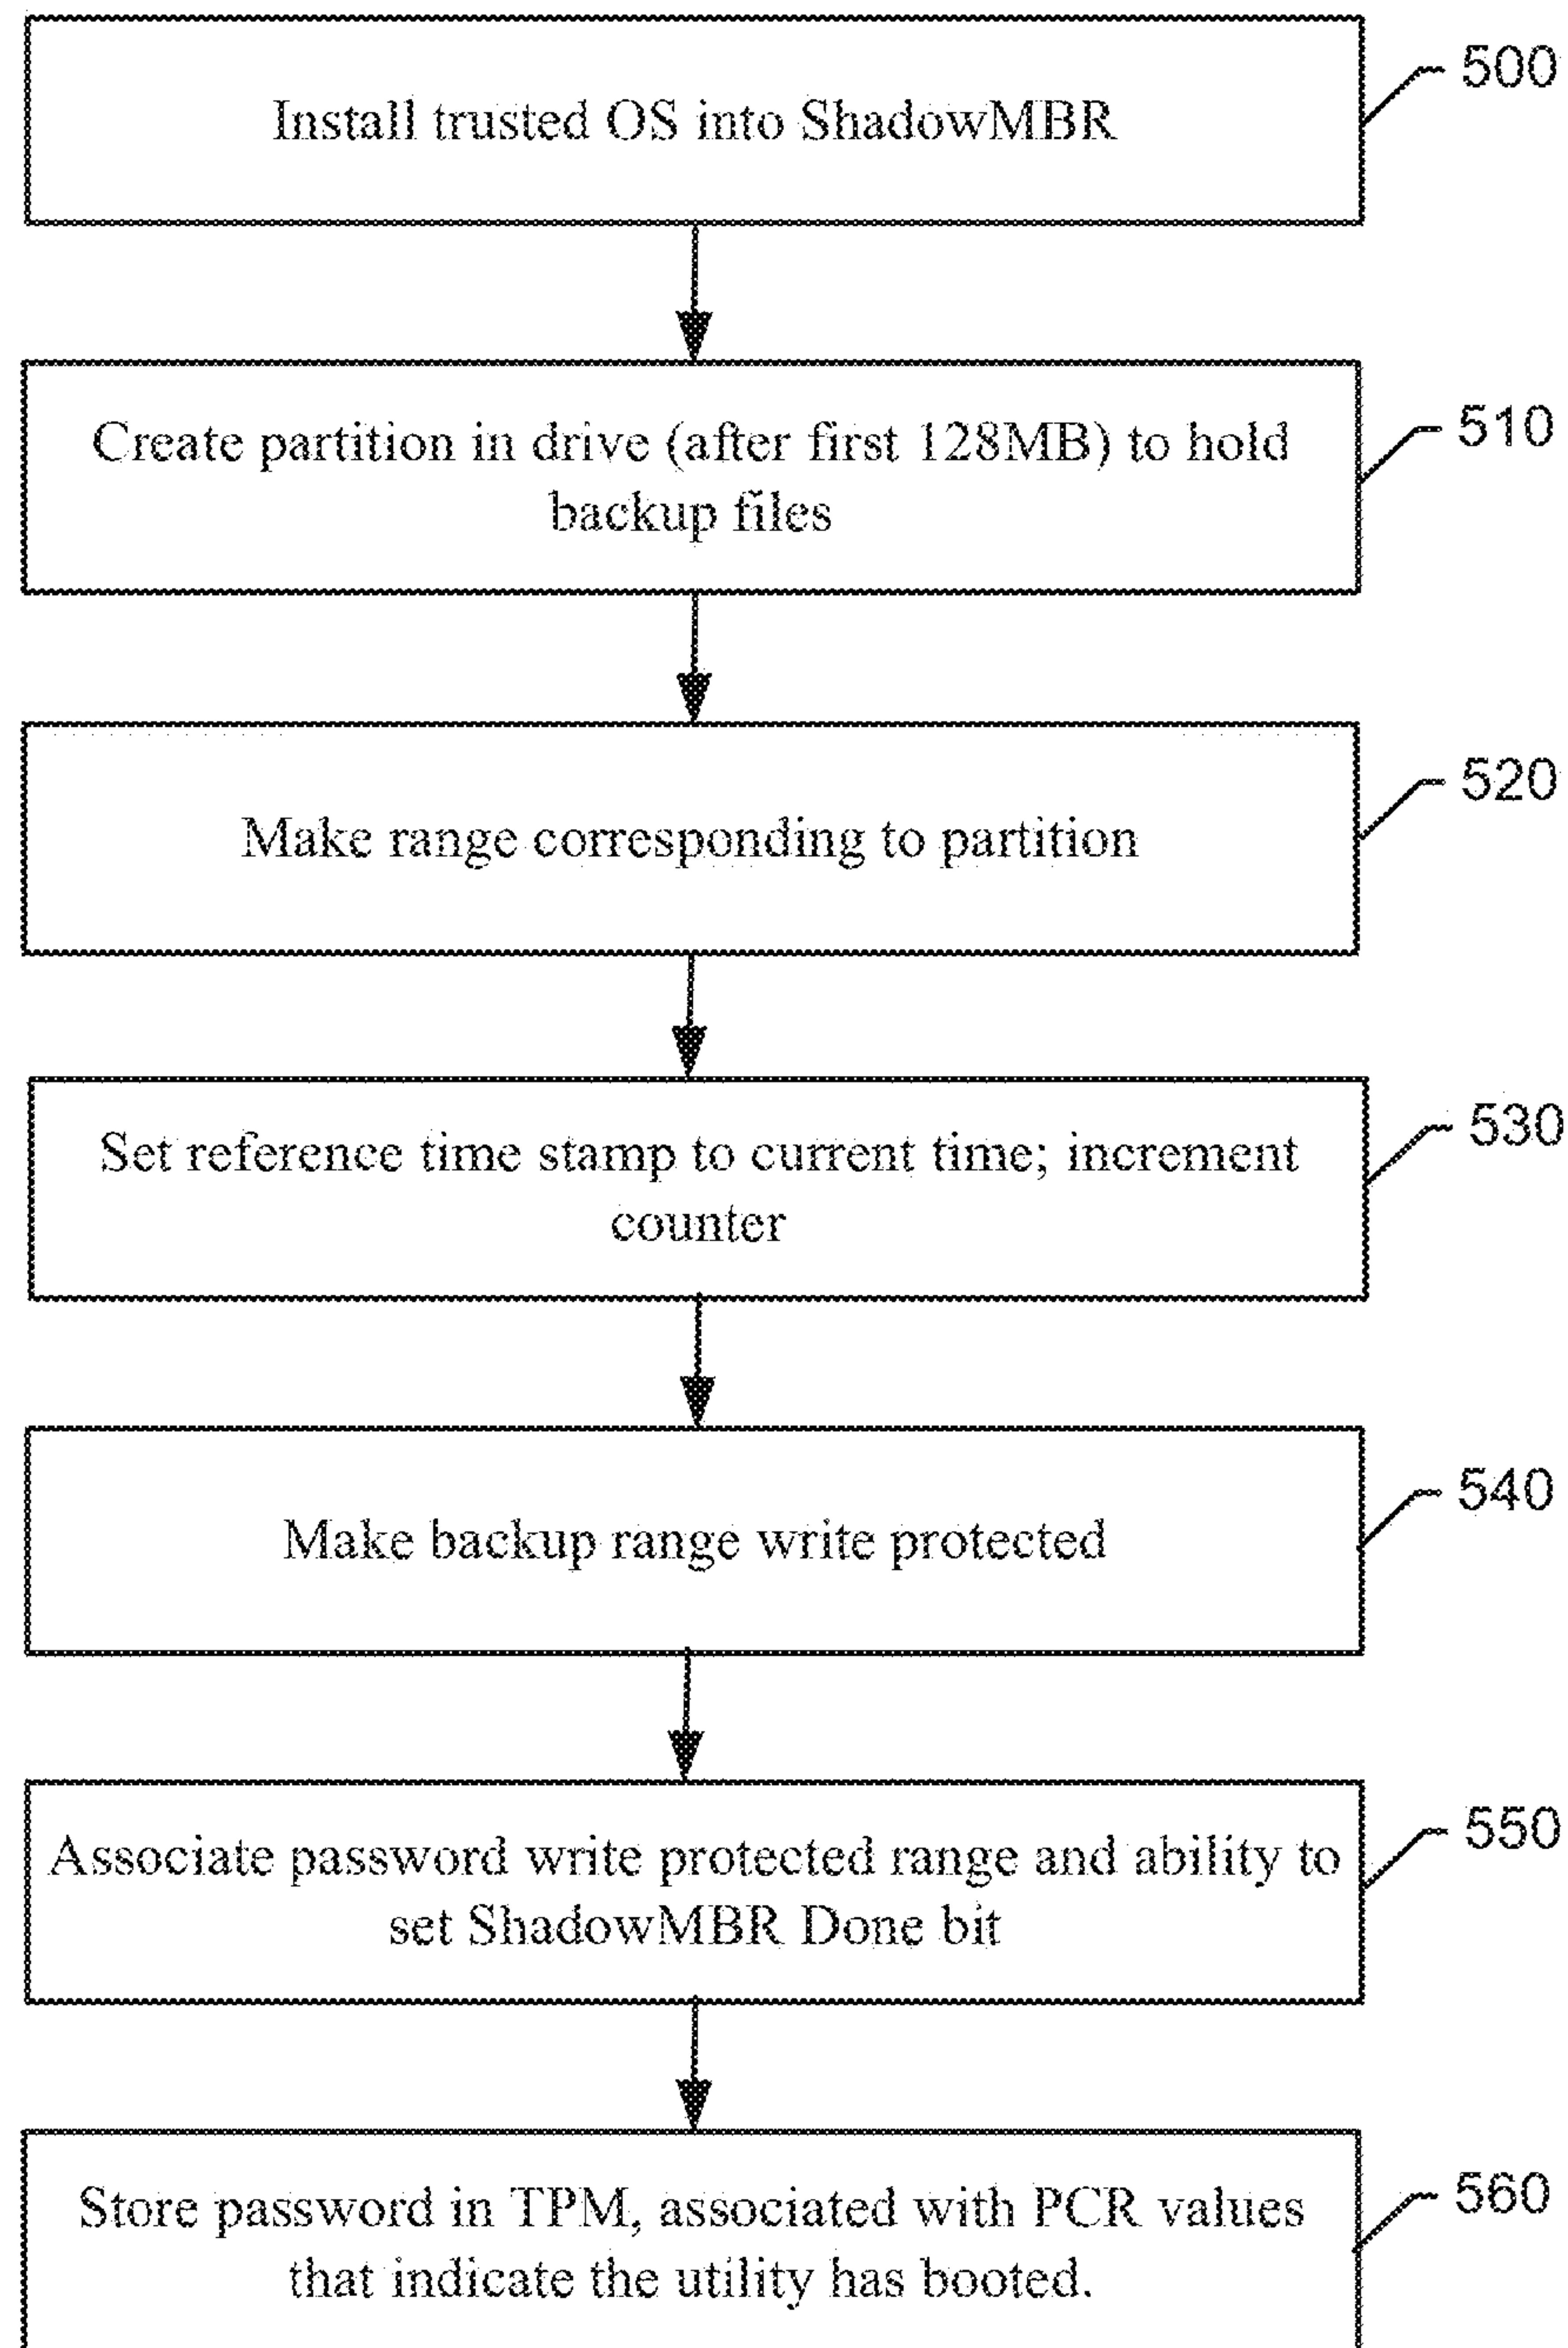 500
Install trusted OS into ShadowMBR
510
Create partition in drive (after first 128MB) to hold
backup files
520
Make range corresponding to partition
530
Set reference time stamp to current time; increment
counter
540
Make backup range write protected
550
Associate password write protected range and ability to
set ShadowMBR Done bit
560
Store password in TPM, associated with PCR values
that indicate the utility has booted.